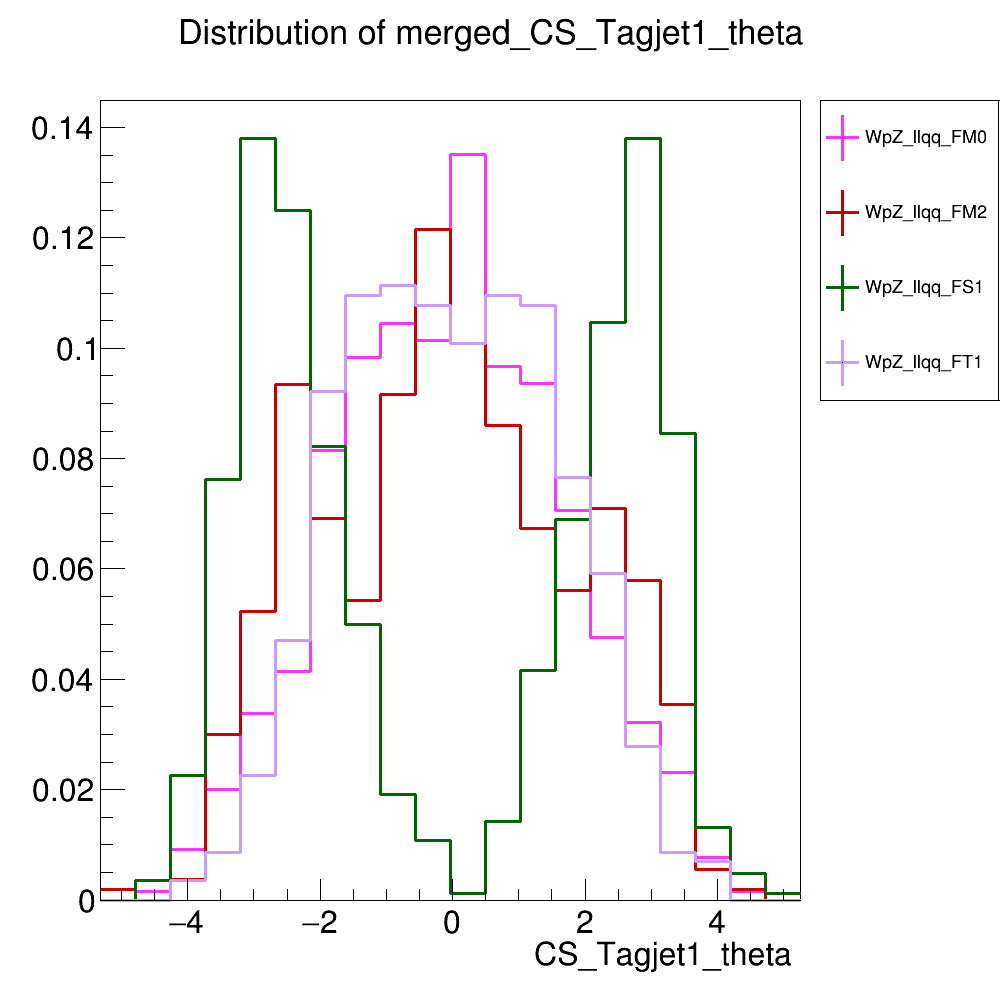 Distribution of merged_CS_Tagjet1_theta
0.14
0.12
0.1
0.08
0.06
0.04
0.02
0
−4
−2
0
2
4
CS_Tagjet1_theta
WpZ_llqq_FM0
WpZ_llqq_FM2
WpZ_llqq_FS1
WpZ_llqq_FT1